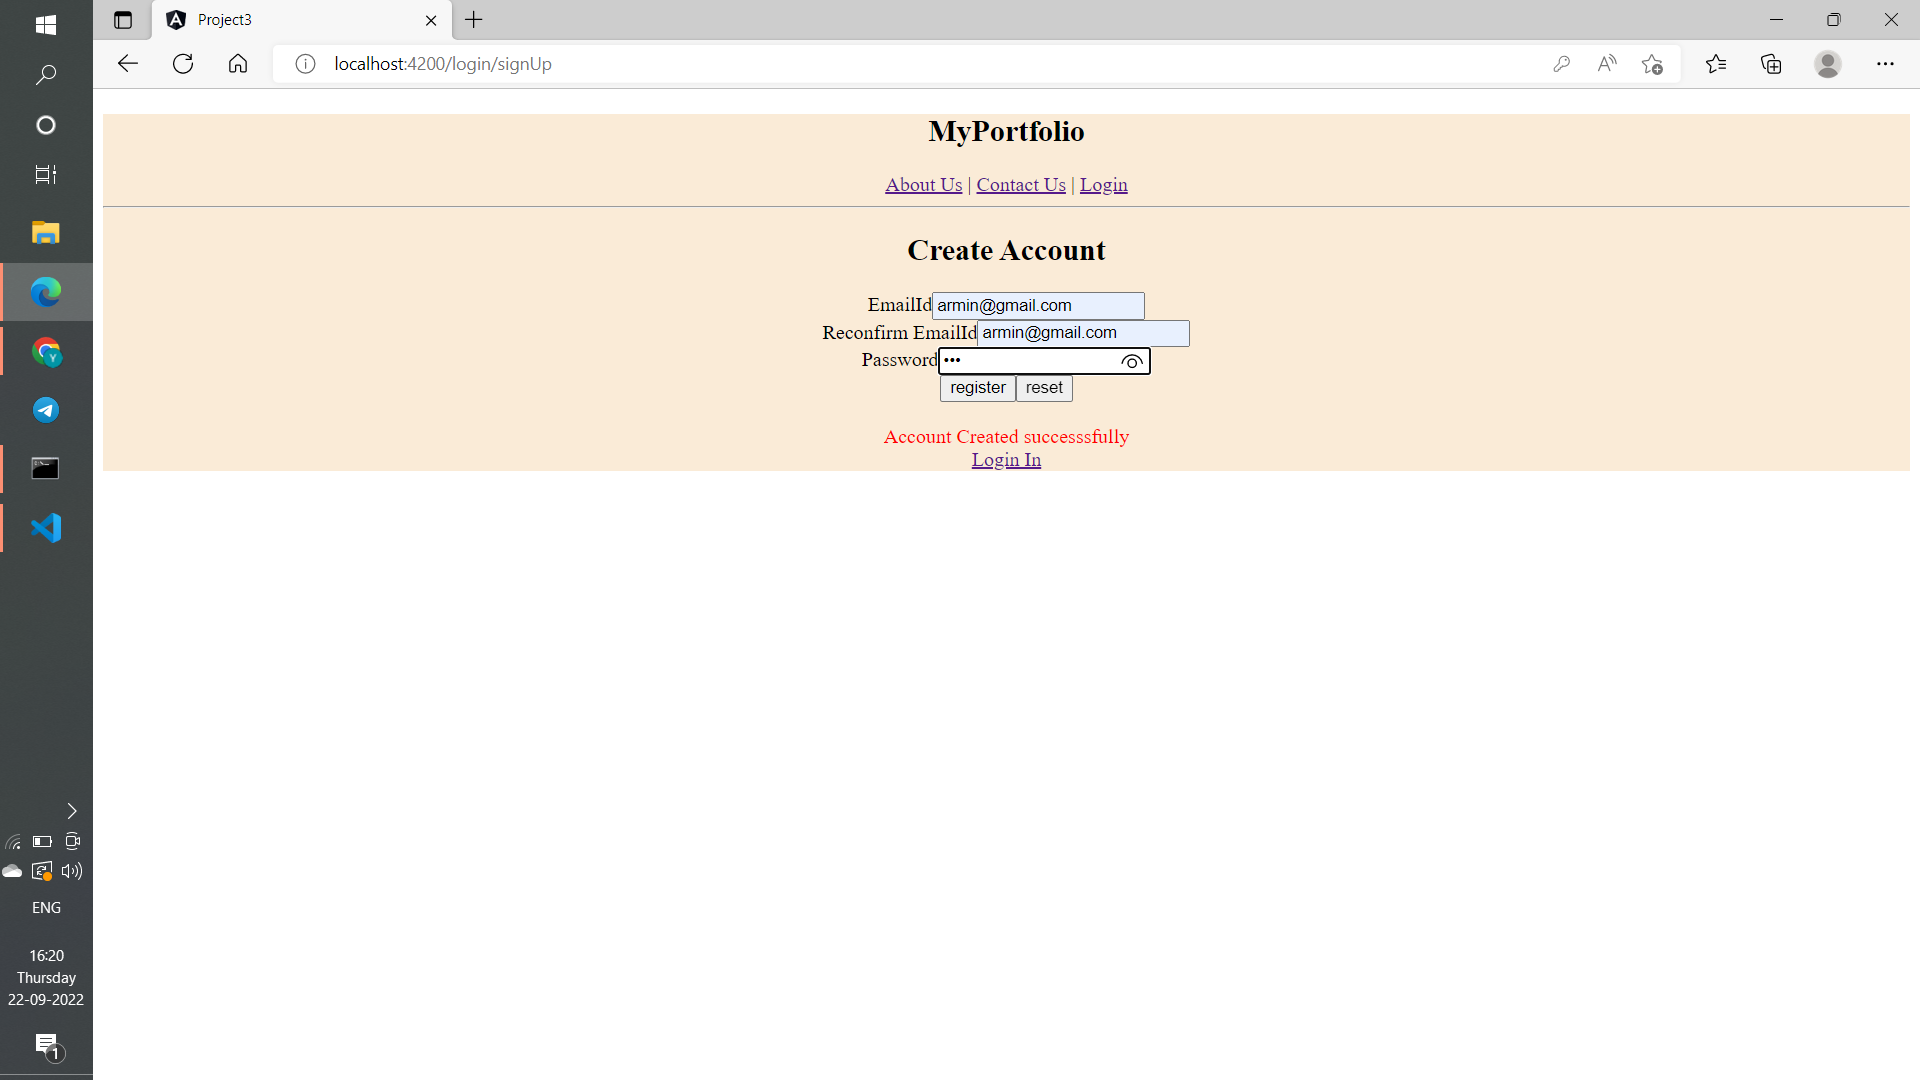 Project3
localhost:4200/login/signUp
MyPortfolio
About Us | Contact Us | Login
Create Account
EmailId armin@gmail.com
Reconfirm EmailId armin@gmail.com
Password •••
register reset
Account Created successsfully
Login In
ENG
16:20
Thursday
22-09-2022
1